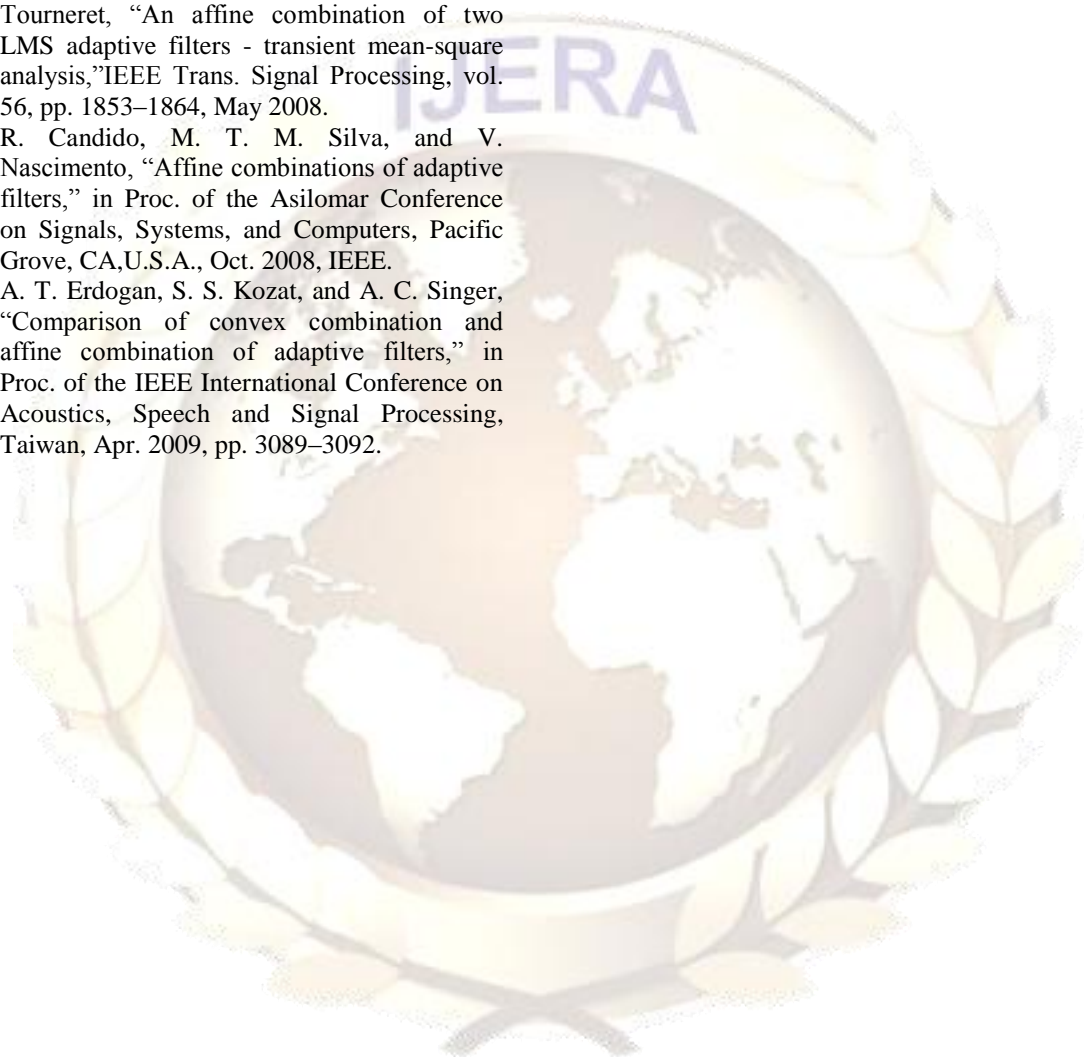 Tourneret, “An affine combination of two
LMS adaptive filters - transient mean-square
analysis,”IEEE Trans. Signal Processing, vol.
56, pp. 1853–1864, May 2008.
R. Candido, M. T. M. Silva, and V.
Nascimento, “Affine combinations of adaptive
filters,” in Proc. of the Asilomar Conference
on Signals, Systems, and Computers, Pacific
Grove, CA,U.S.A., Oct. 2008, IEEE.
A. T. Erdogan, S. S. Kozat, and A. C. Singer,
“Comparison of convex combination and
affine combination of adaptive filters,” in
Proc. of the IEEE International Conference on
Acoustics, Speech and Signal Processing,
Taiwan, Apr. 2009, pp. 3089–3092.
IJERA